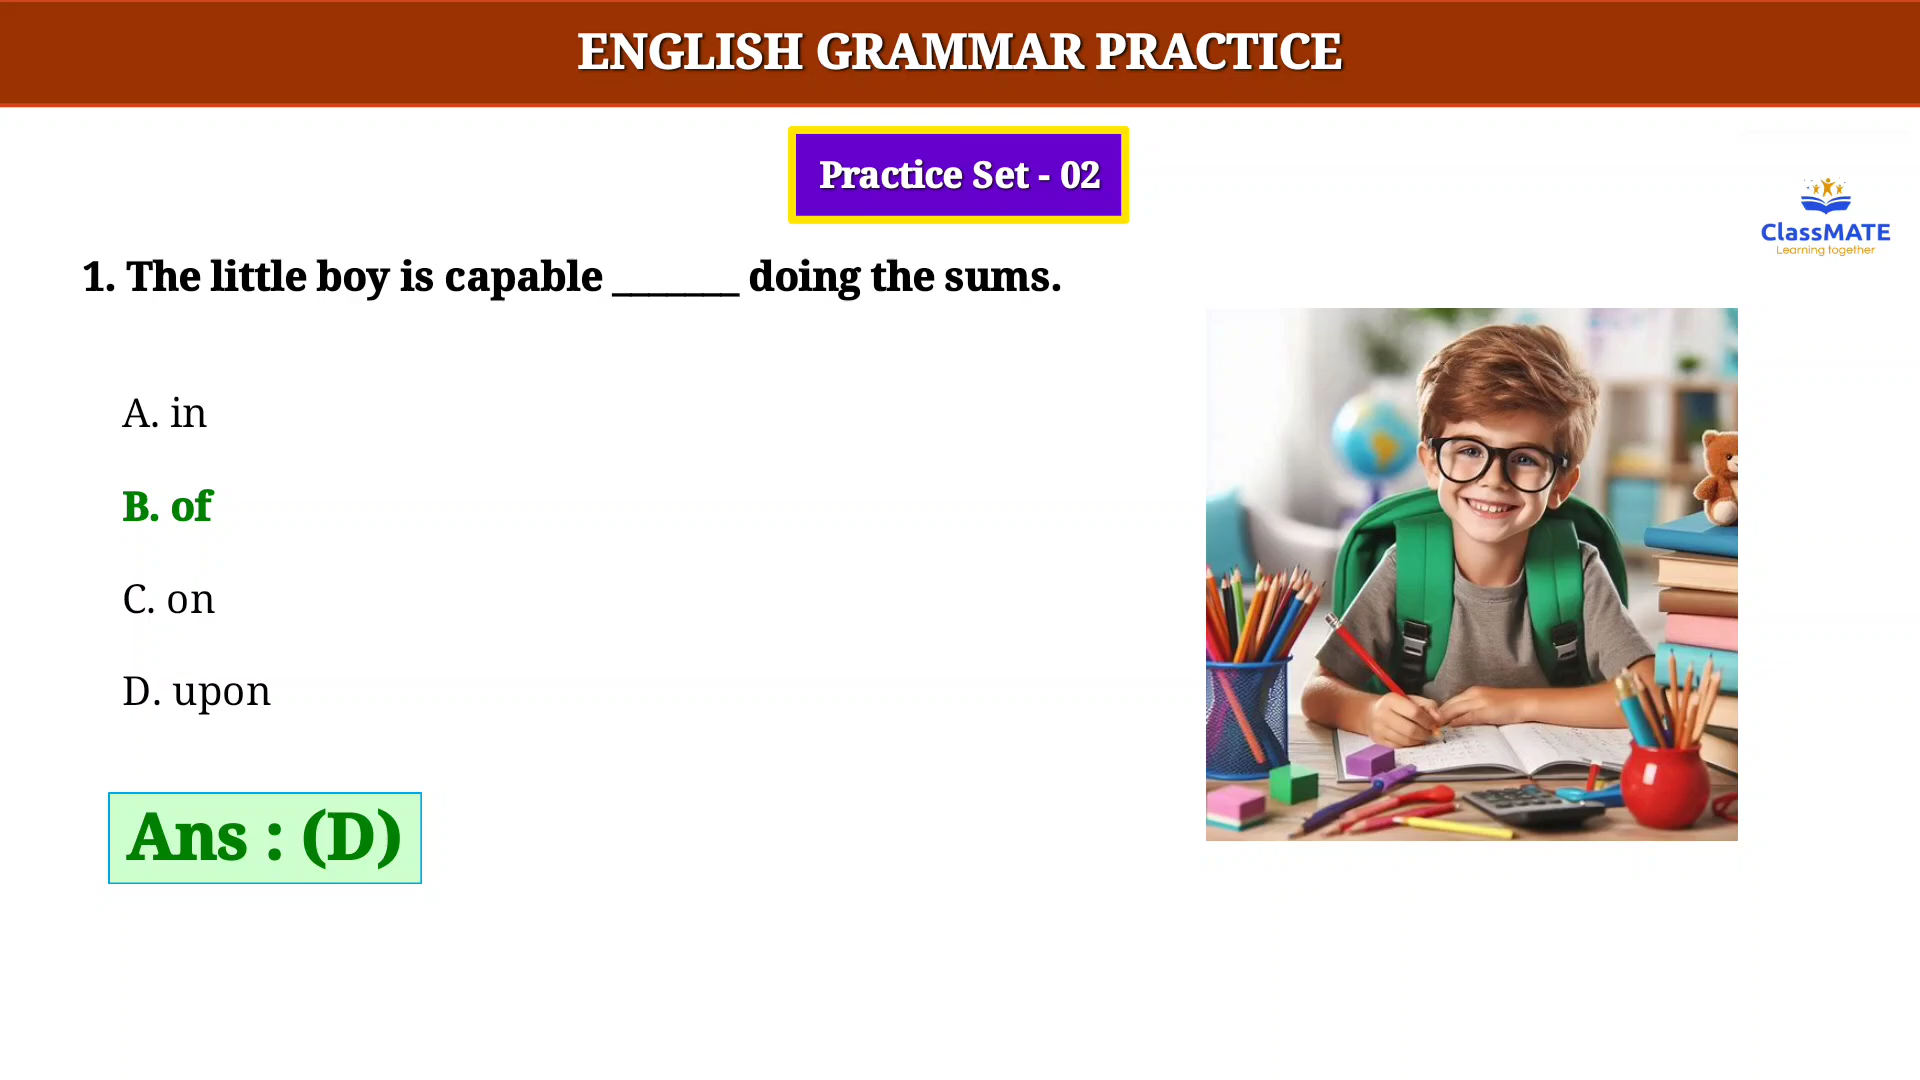 ENGLISH GRAMMAR PRACTICE
Practice Set - 02
ClassMATE
Learning together
1. The little boy is capable _______ doing the sums.
A. in
B. of
C. on
D. upon
Ans : (D)